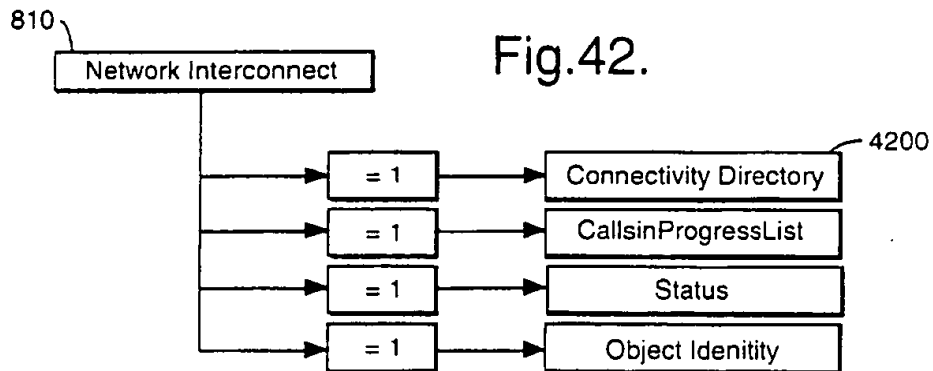 810
Network Interconnect
Fig.42.
4200
= 1
Connectivity Directory
= 1
CallsinProgressList
= 1
Status
= 1
Object Idenitity